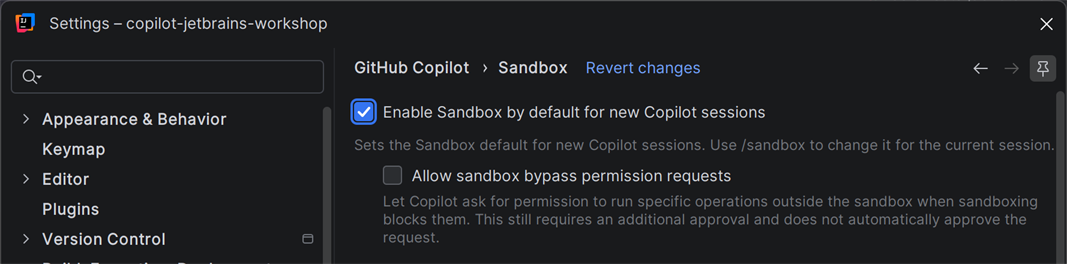 Settings – copilot-jetbrains-workshop
GitHub Copilot › Sandbox Revert changes
Enable Sandbox by default for new Copilot sessions
Appearance & Behavior
Sets the Sandbox default for new Copilot sessions. Use /sandbox to change it for the current session.
Keymap
Allow sandbox bypass permission requests
Editor
Let Copilot ask for permission to run specific operations outside the sandbox when sandboxing
Plugins
blocks them. This still requires an additional approval and does not automatically approve the
Version Control
request.